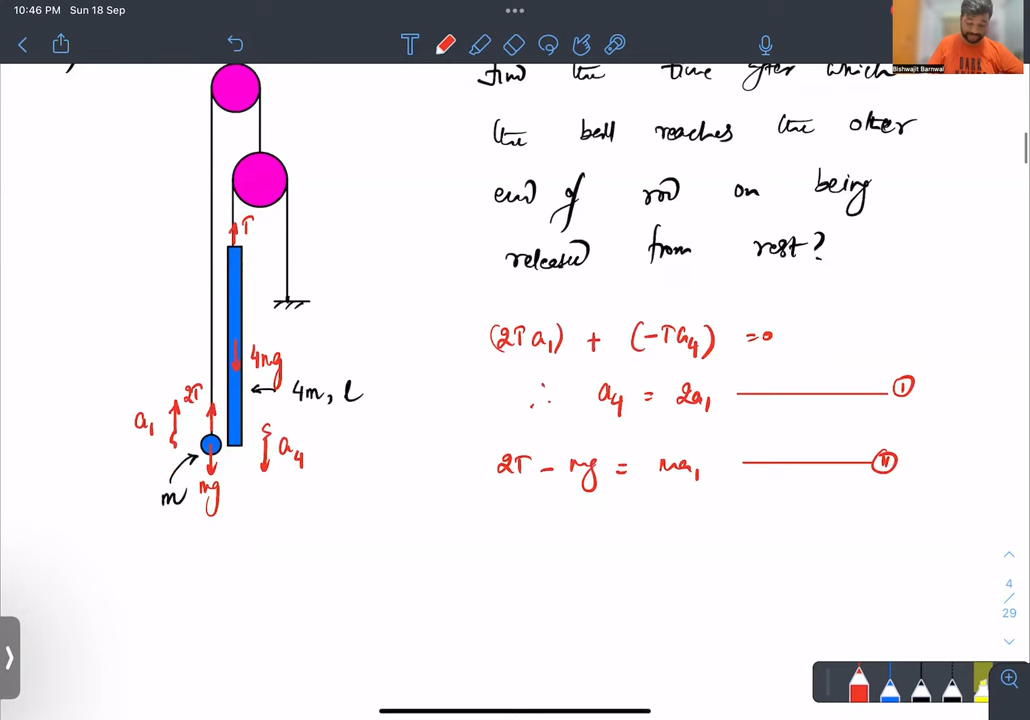 10:46 PM Sun 18 Sep
Bishwajit Barnwal
DARK
find the time after which
the ball reaches the other
end of rod on being
released from rest?
T
4mg
4m, L
2T
a₁
a₄
m
mg
(2Ta₁) + (-Ta₄) =0
∴ a₄ = 2a₁ ——— ①
2T - mg = ma₁ ——— ⑪
4
/
29